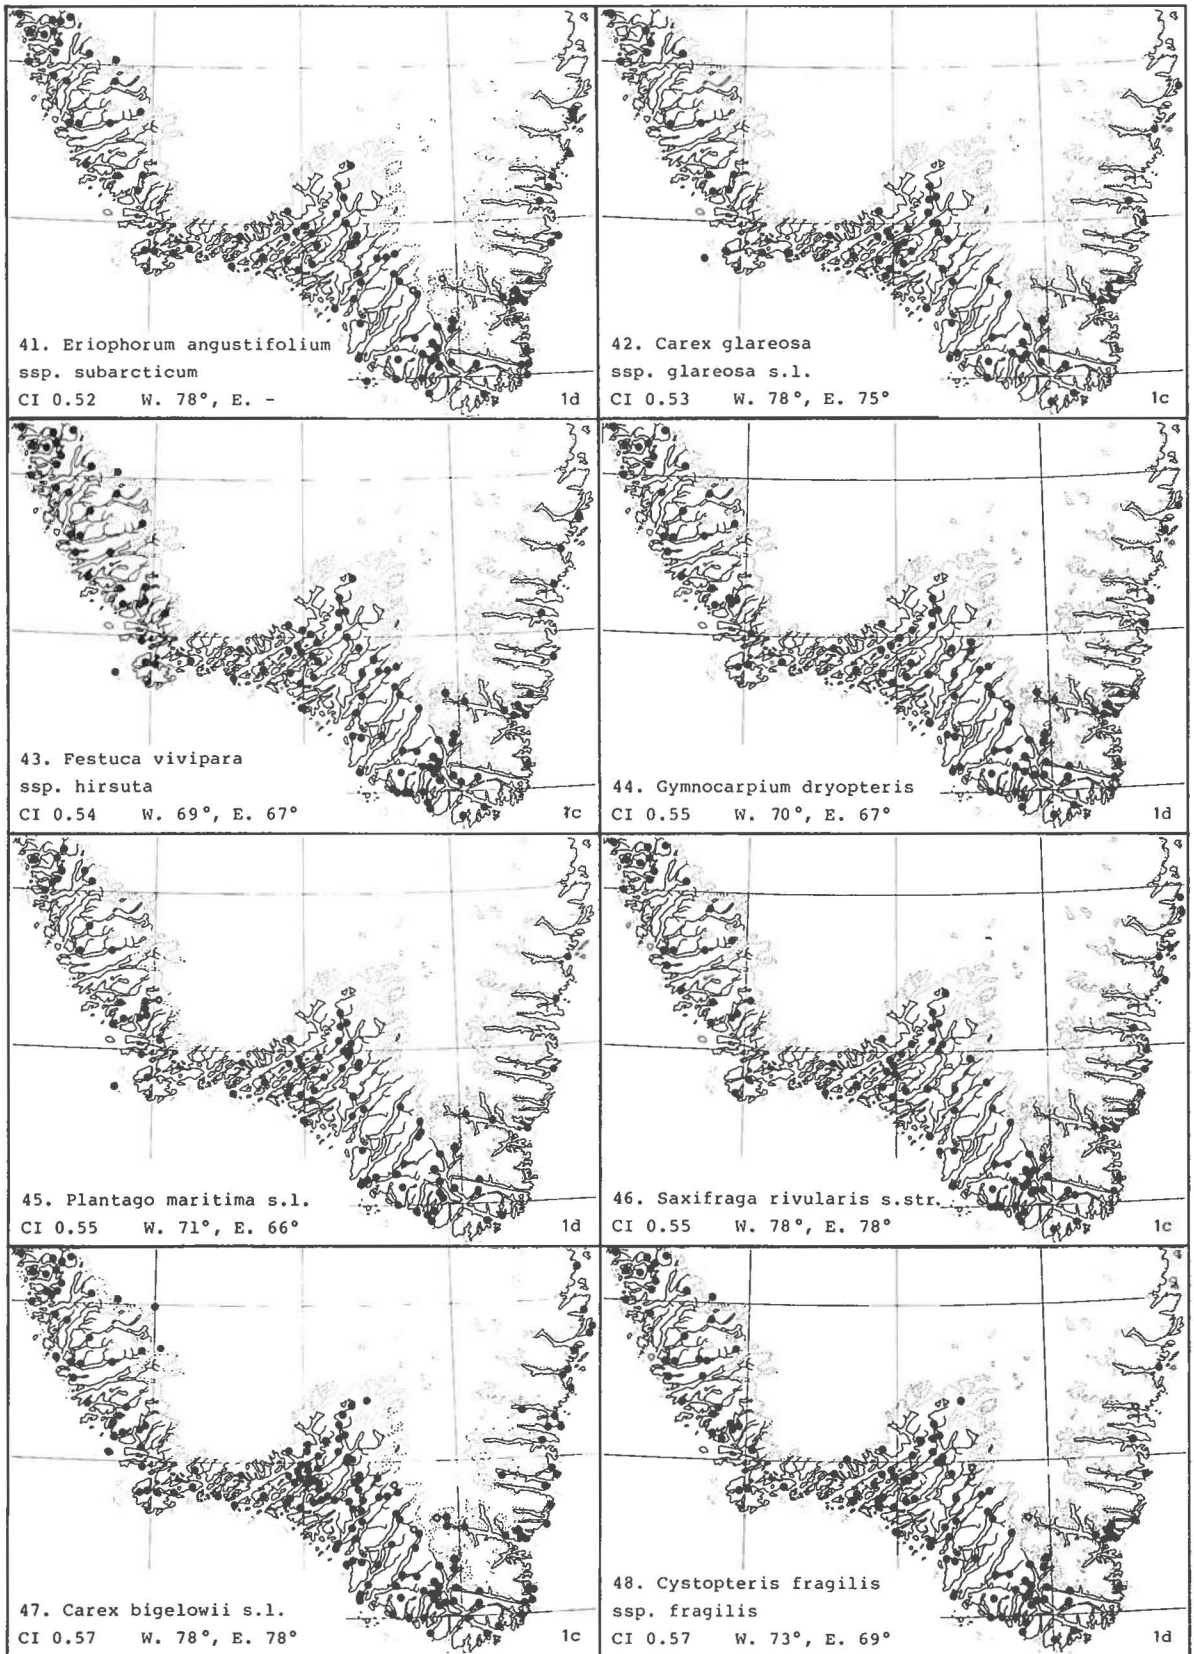 41. Eriophorum angustifolium
ssp. subarcticum
CI 0.52 W. 78°, E. - 1d
42. Carex glareosa
ssp. glareosa s.l.
CI 0.53 W. 78°, E. 75° 1c
43. Festuca vivipara
ssp. hirsuta
CI 0.54 W. 69°, E. 67° 1c
44. Gymnocarpium dryopteris
CI 0.55 W. 70°, E. 67° 1d
45. Plantago maritima s.l.
CI 0.55 W. 71°, E. 66° 1d
46. Saxifraga rivularis s.str.
CI 0.55 W. 78°, E. 78° 1c
47. Carex bigelowii s.l.
CI 0.57 W. 78°, E. 78° 1c
48. Cystopteris fragilis
ssp. fragilis
CI 0.57 W. 73°, E. 69° 1d